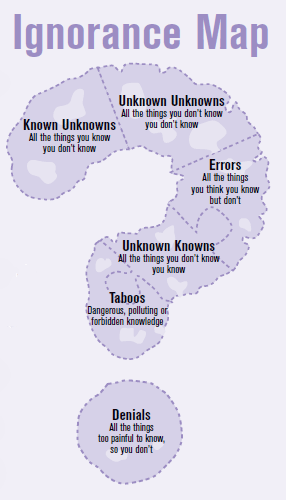 Ignorance Map
Unknown Unknowns
All the things you don't know
you don't know
Known Unknowns
All the things you know
you don't know
Errors
All the things
you think you know
but don't
Unknown Knowns
All the things you don't know
you know
Taboos
Dangerous, polluting or
forbidden knowledge
Denials
All the things
too painful to know,
so you don't